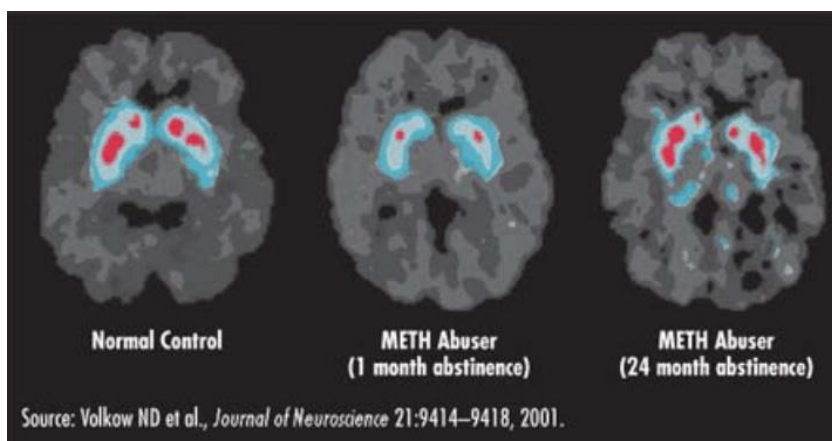 Normal Control
METH Abuser
(1 month abstinence)
METH Abuser
(24 month abstinence)
Source: Volkow ND et al., Journal of Neuroscience 21:9414–9418, 2001.